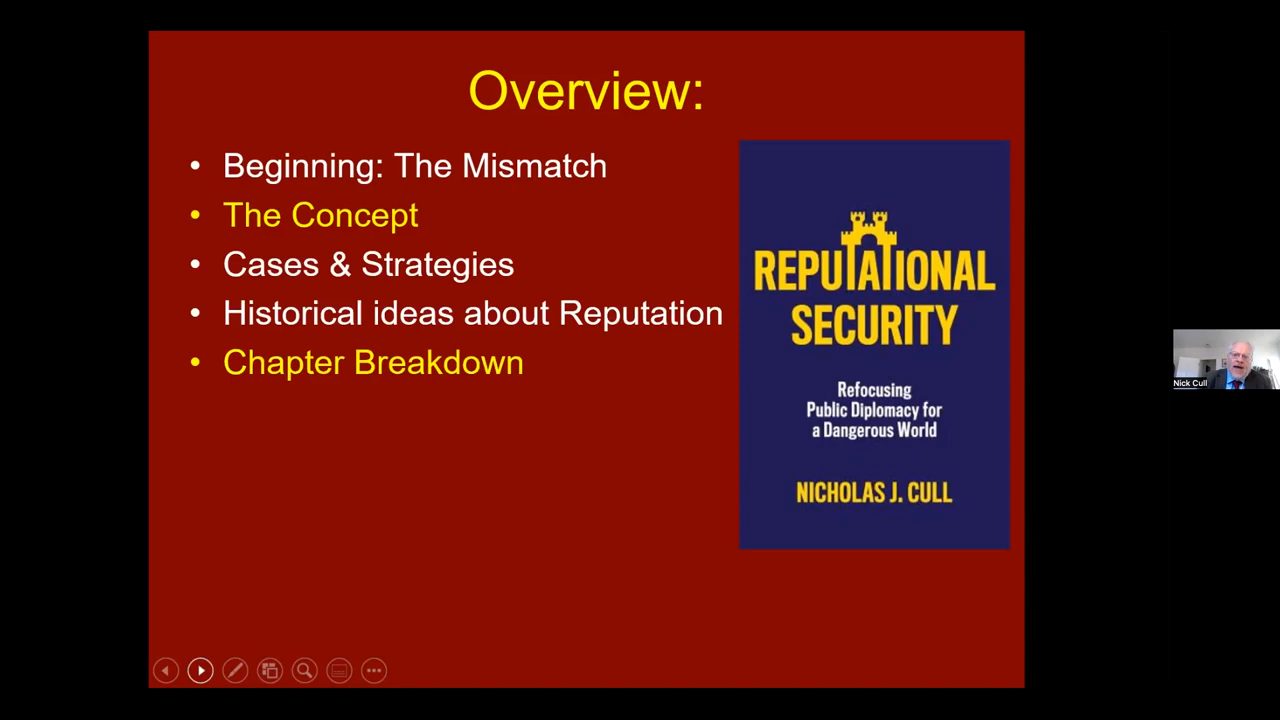 Overview:
• Beginning: The Mismatch
• The Concept
• Cases & Strategies
• Historical ideas about Reputation
• Chapter Breakdown
REPUTATIONAL
SECURITY
Refocusing
Public Diplomacy for
a Dangerous World
NICHOLAS J. CULL
Nick Cull